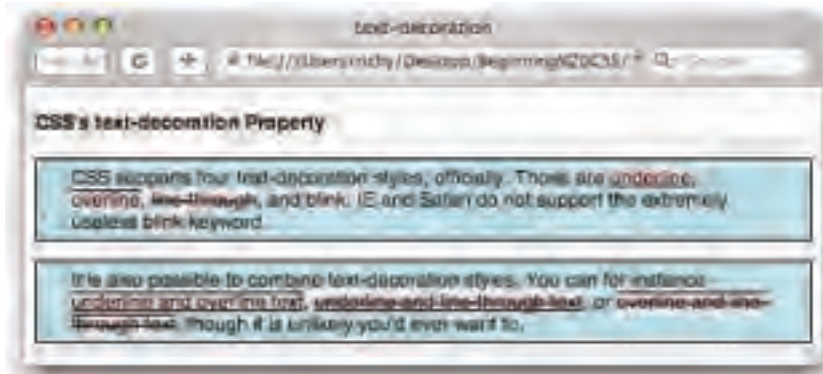 text-decoration
CSS's text-decoration Property
CSS supports four text-decoration styles, officially. Those are underline,
overline, line-through, and blink. IE and Safari do not support the extremely
useless blink keyword.
It is also possible to combine text-decoration styles. You can for instance
underline and overline text, underline and line-through text, or overline and line-
through text, though it is unlikely you'd ever want to.